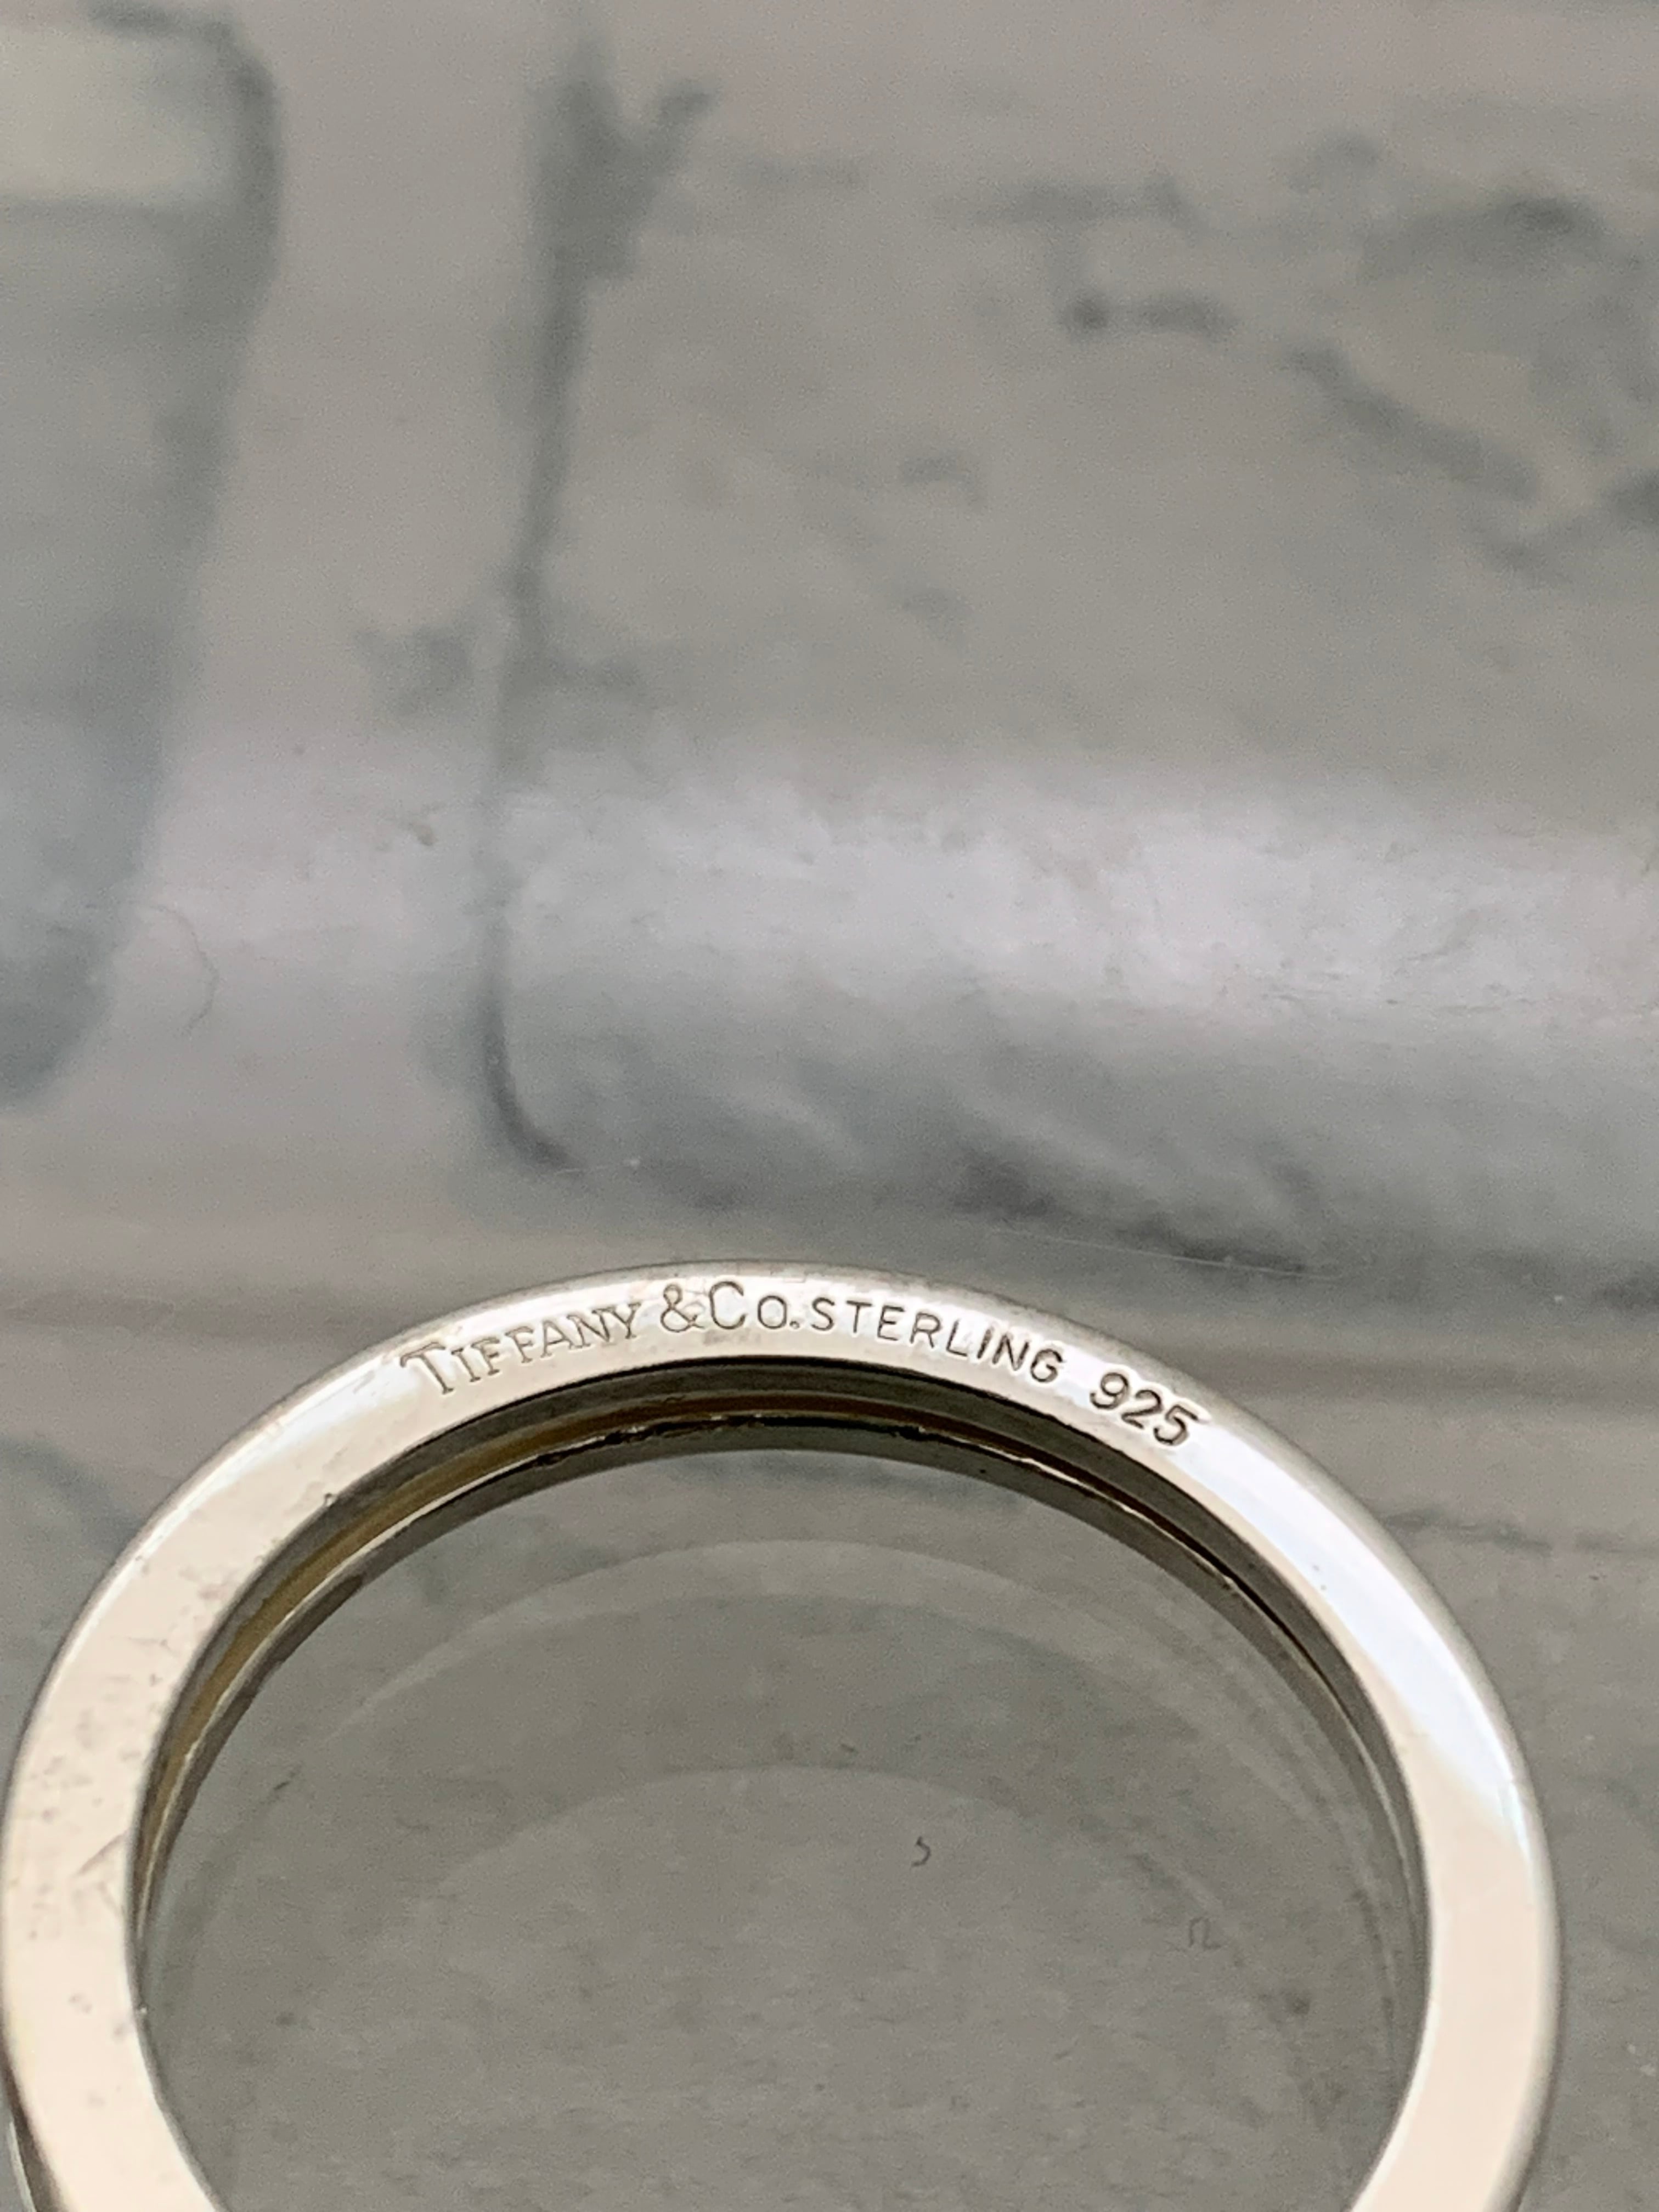 TIFFANY & CO. STERLING 925